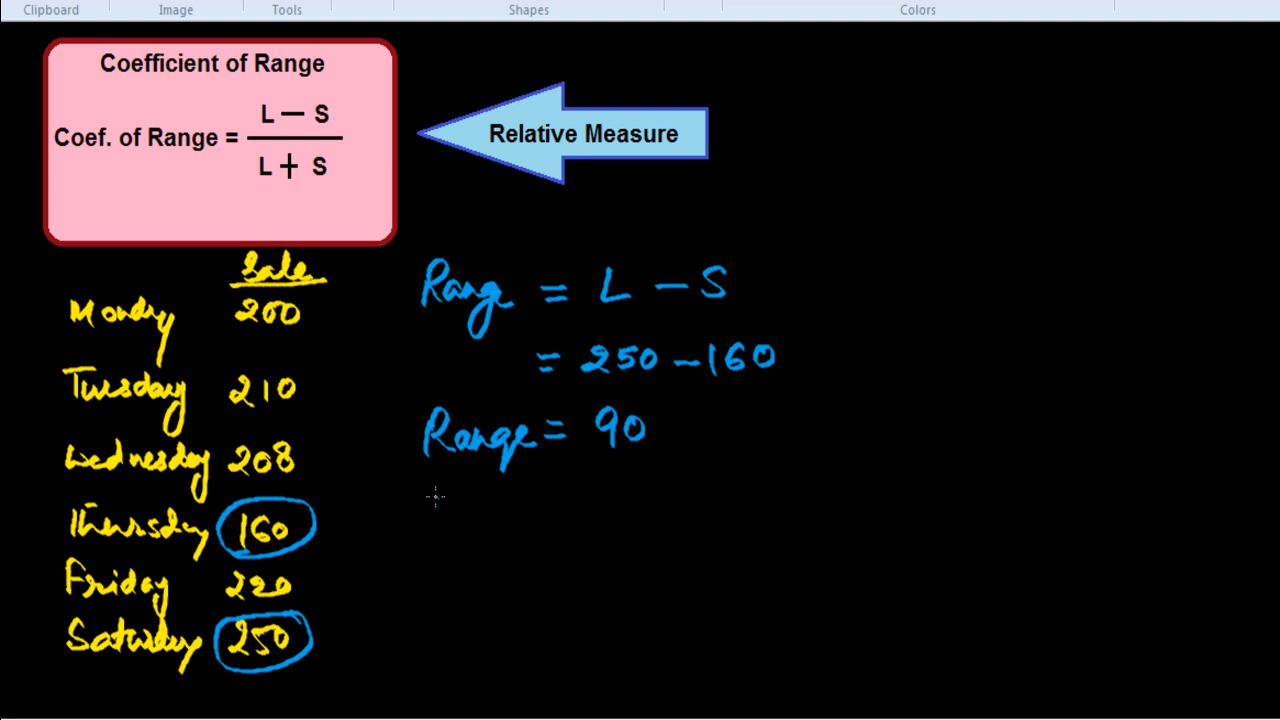 Clipboard Image Tools Shapes Colors
Coefficient of Range
Coef. of Range = L — S
L + S
Relative Measure
Sale
Monday 200
Tuesday 210
Wednesday 208
Thursday 160
Friday 220
Saturday 250
Range = L - S
= 250 - 160
Range = 90